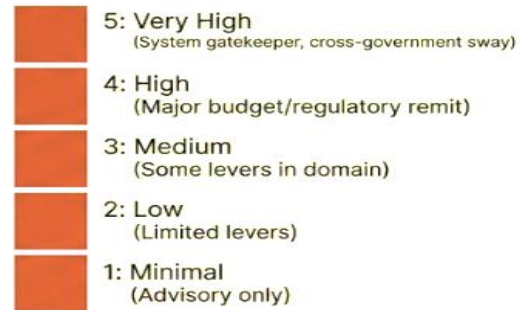 5: Very High
(System gatekeeper, cross-government sway)
4: High
(Major budget/regulatory remit)
3: Medium
(Some levers in domain)
2: Low
(Limited levers)
1: Minimal
(Advisory only)